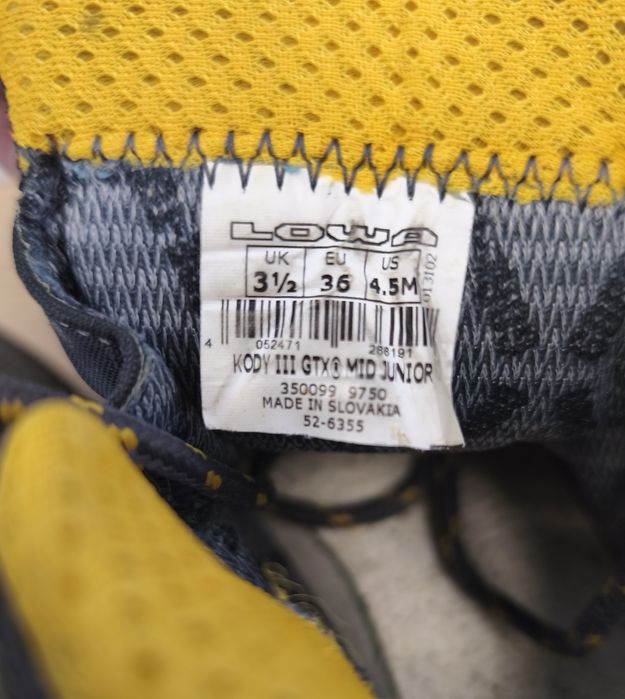 LOWA
UK EU US
3½ 36 4.5M
013102
4 052471 288191
KODY III GTX® MID JUNIOR
350099 9750
MADE IN SLOVAKIA
52-6355